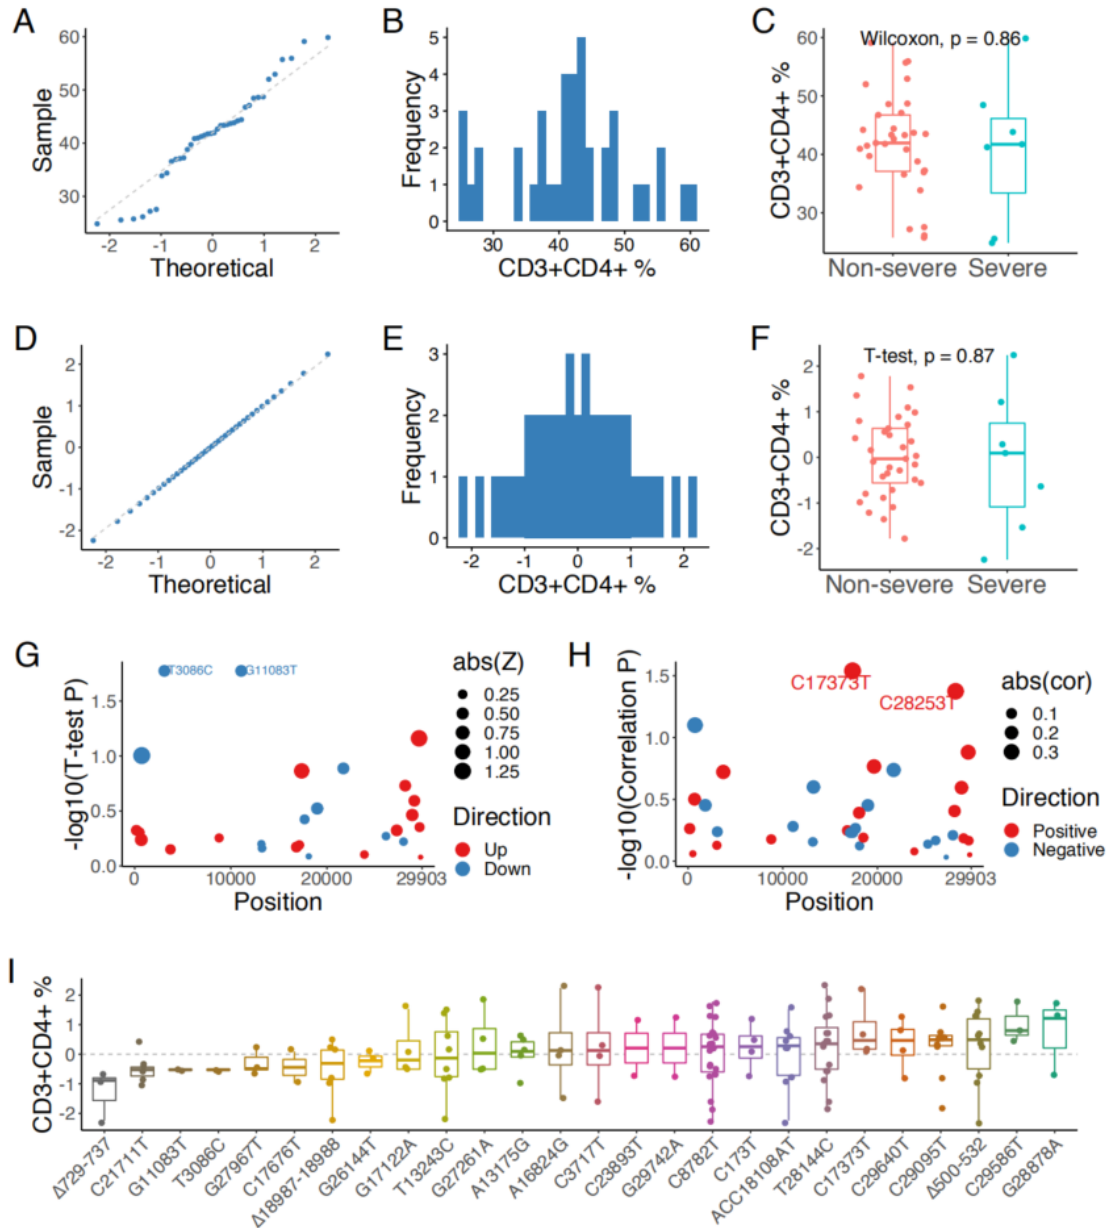 A
60
50
40
30
Sample
-2
-1
0
1
2
Theoretical
B
5
4
3
2
1
0
Frequency
30
40
50
60
CD3+CD4+ %
C
Wilcoxon, p = 0.86
60
50
40
30
CD3+CD4+ %
Non-severe
Severe
D
2
1
0
-1
-2
Sample
-2
-1
0
1
2
Theoretical
E
3
2
1
0
Frequency
-2
-1
0
1
2
CD3+CD4+ %
F
T-test, p = 0.87
2
1
0
-1
-2
CD3+CD4+ %
Non-severe
Severe
G
T3086C
G11083T
1.5
1.0
0.5
0.0
-log10(T-test P)
0
10000
20000
29903
Position
abs(Z)
0.25
0.50
0.75
1.00
1.25
Direction
Up
Down
H
C17373T
C28253T
1.5
1.0
0.5
0.0
-log10(Correlation P)
0
10000
20000
29903
Position
abs(cor)
0.1
0.2
0.3
Direction
Positive
Negative
I
2
1
0
-1
-2
CD3+CD4+ %
Δ729-737
C21711T
G11083T
T3086C
G27967T
C17676T
Δ18987-18988
G26144T
G17122A
T13243C
G27261A
A13175G
A16824G
C3717T
C23893T
G29742A
C8782T
C173T
ACC18108AT
T28144C
C17373T
C29640T
C29095T
Δ500-532
C29586T
G28878A